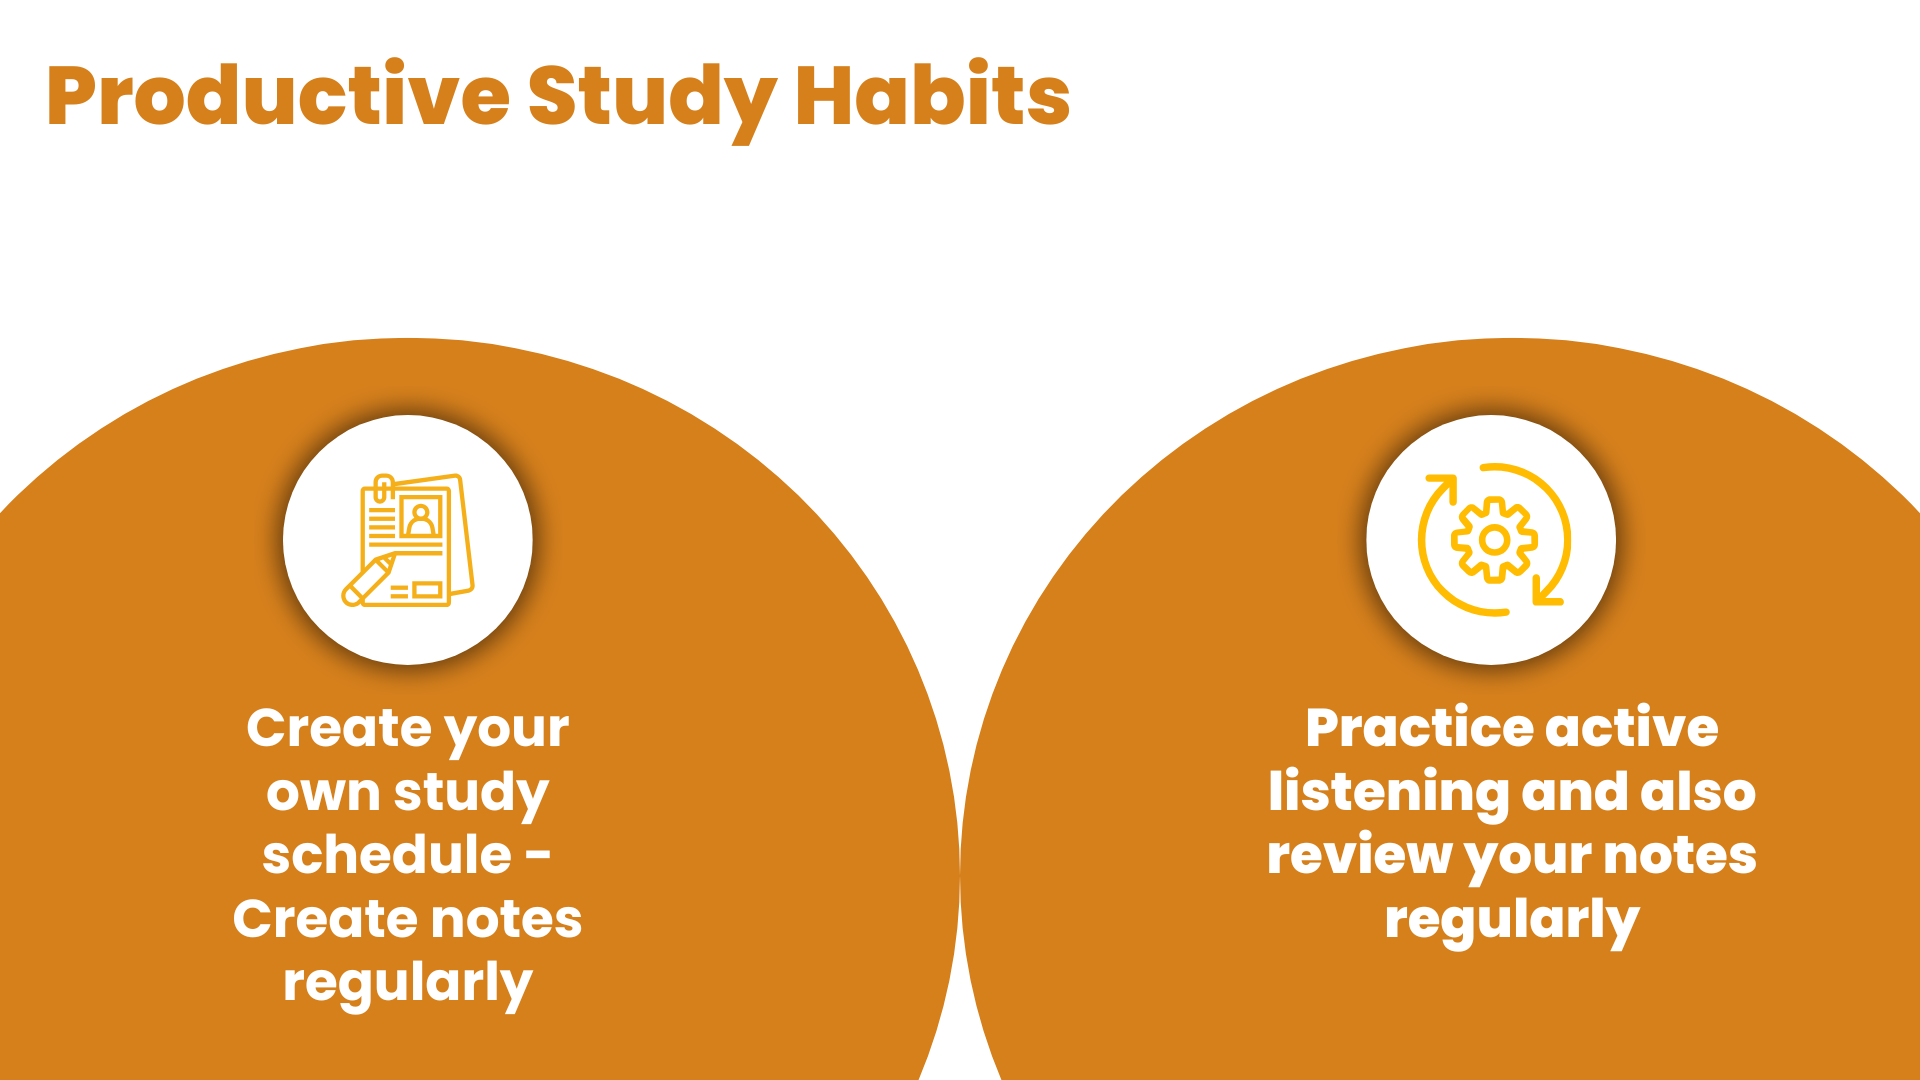 Productive Study Habits
Create your
own study
schedule -
Create notes
regularly
Practice active
listening and also
review your notes
regularly